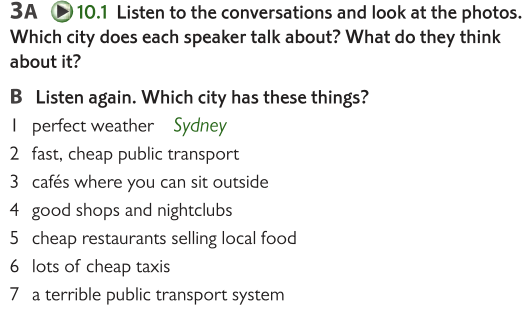 3A 10.1 Listen to the conversations and look at the photos.
Which city does each speaker talk about? What do they think
about it?
B Listen again. Which city has these things?
1 perfect weather Sydney
2 fast, cheap public transport
3 cafés where you can sit outside
4 good shops and nightclubs
5 cheap restaurants selling local food
6 lots of cheap taxis
7 a terrible public transport system